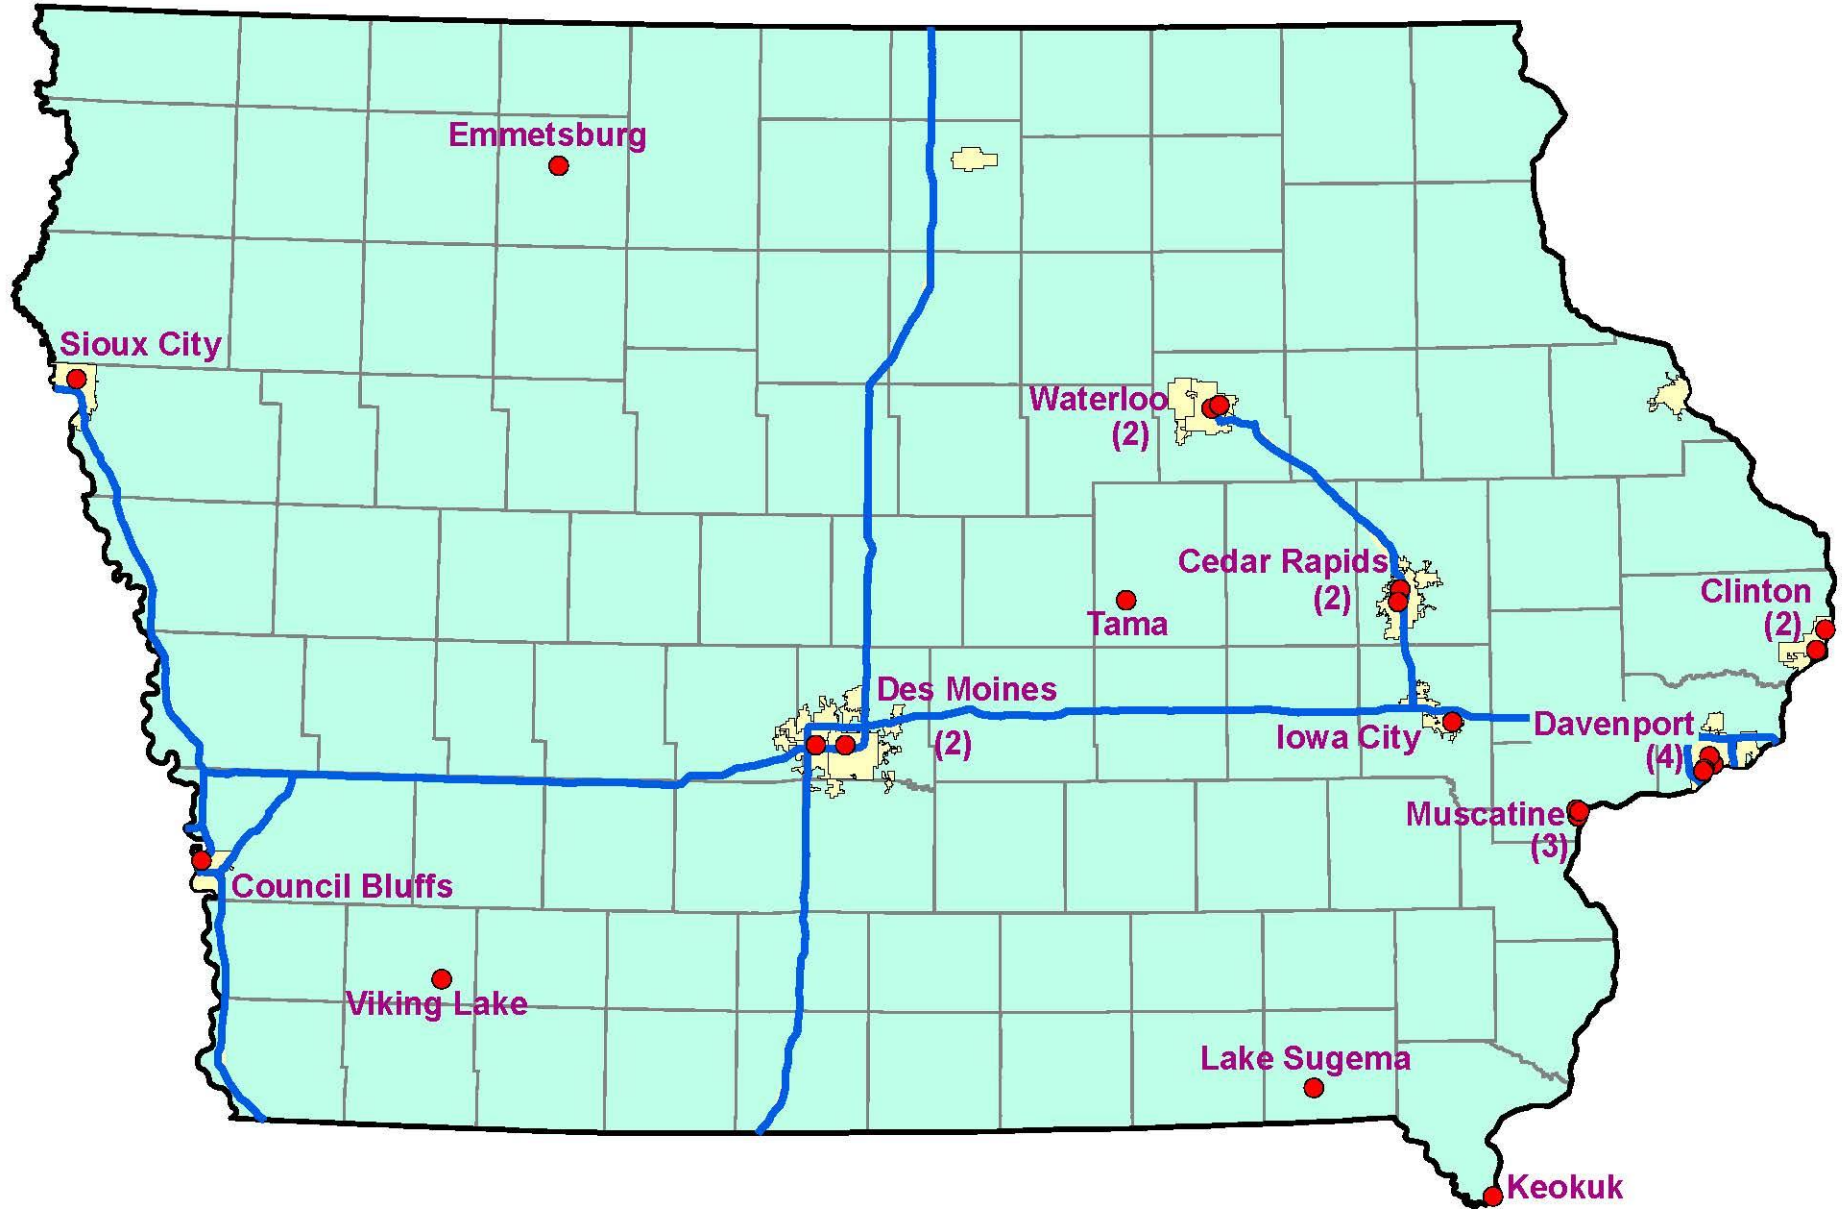 Emmetsburg
Sioux City
Waterloo
(2)
Cedar Rapids
(2)
Clinton
(2)
Tama
Des Moines
(2)
Davenport
(4)
Iowa City
Muscatine
(3)
Council Bluffs
Viking Lake
Lake Sugema
Keokuk